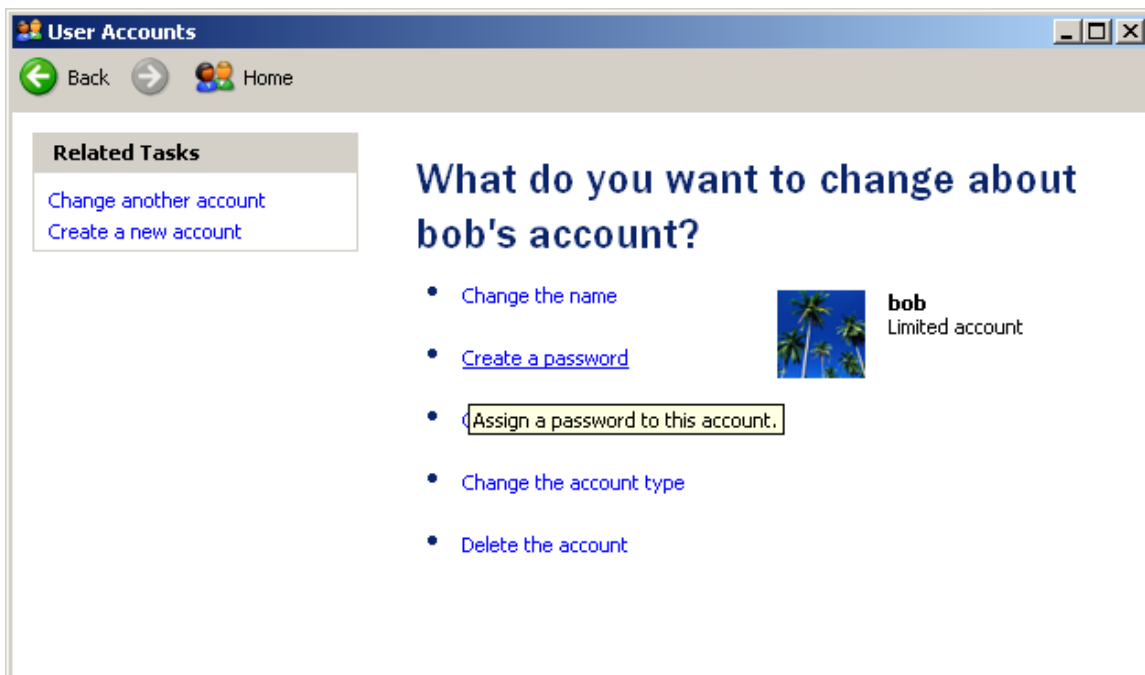 User Accounts
Back
Home
Related Tasks
Change another account
Create a new account
What do you want to change about
bob's account?
Change the name
Create a password
Assign a password to this account.
Change the account type
Delete the account
bob
Limited account